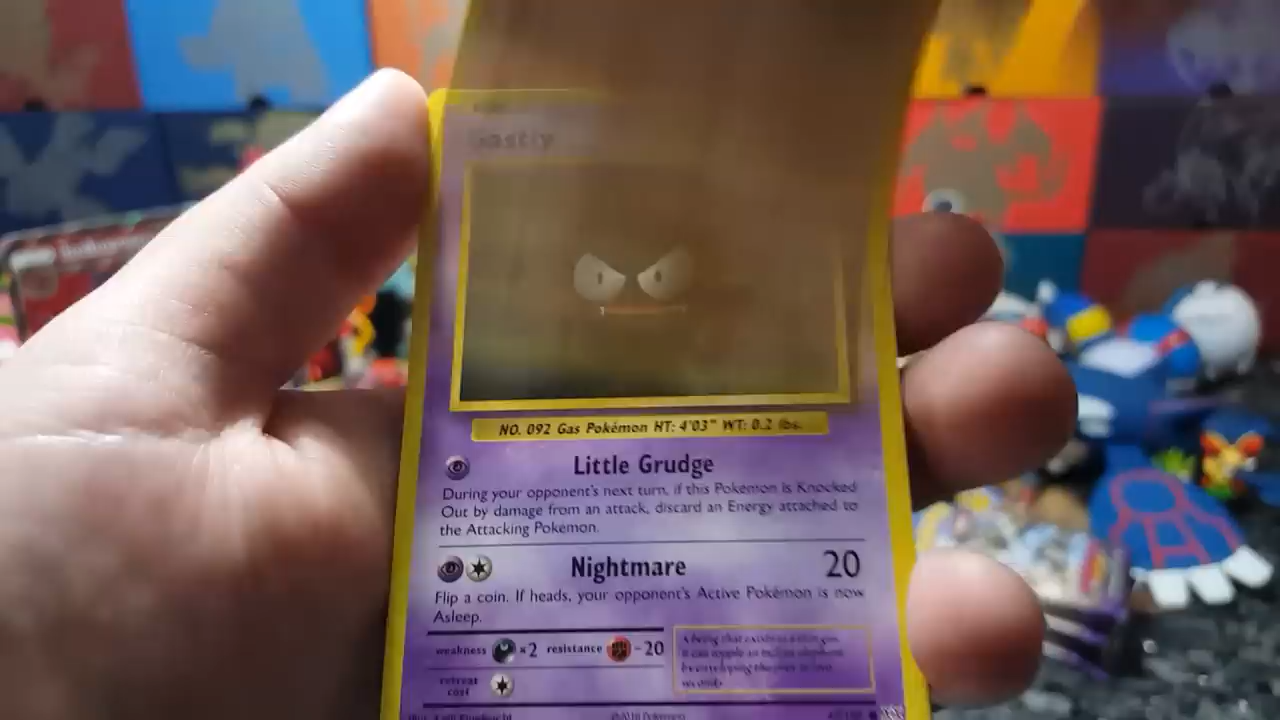 Gastly
NO. 092 Gas Pokémon HT: 4'03" WT: 0.2 lbs.
Little Grudge
During your opponent's next turn, if this Pokémon is Knocked
Out by damage from an attack, discard an Energy attached to
the Attacking Pokémon.
Nightmare 20
Flip a coin. If heads, your opponent's Active Pokémon is now
Asleep.
weakness ×2 resistance -20
retreat
cost
©2016 Pokémon